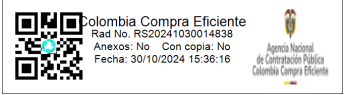 Colombia Compra Eficiente
Rad No. RS20241030014838
Anexos: No Con copia: No
Fecha: 30/10/2024 15:36:16
Agencia Nacional
de Contratación Pública
Colombia Compra Eficiente